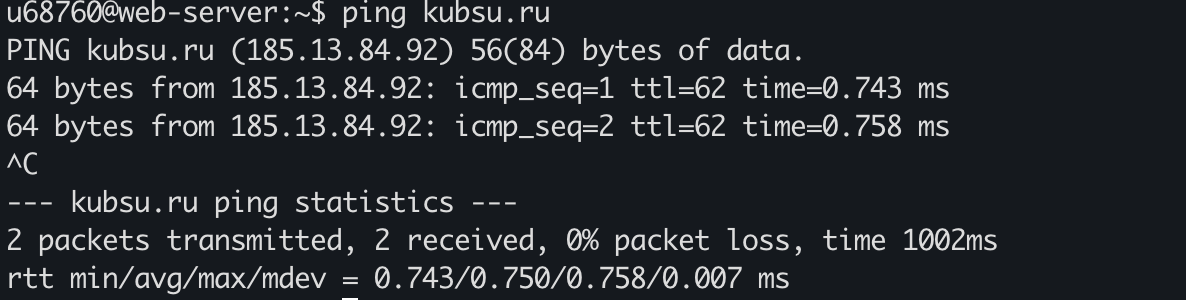 u68760@web-server:~$ ping kubsu.ru
PING kubsu.ru (185.13.84.92) 56(84) bytes of data.
64 bytes from 185.13.84.92: icmp_seq=1 ttl=62 time=0.743 ms
64 bytes from 185.13.84.92: icmp_seq=2 ttl=62 time=0.758 ms
^C
--- kubsu.ru ping statistics ---
2 packets transmitted, 2 received, 0% packet loss, time 1002ms
rtt min/avg/max/mdev = 0.743/0.750/0.758/0.007 ms